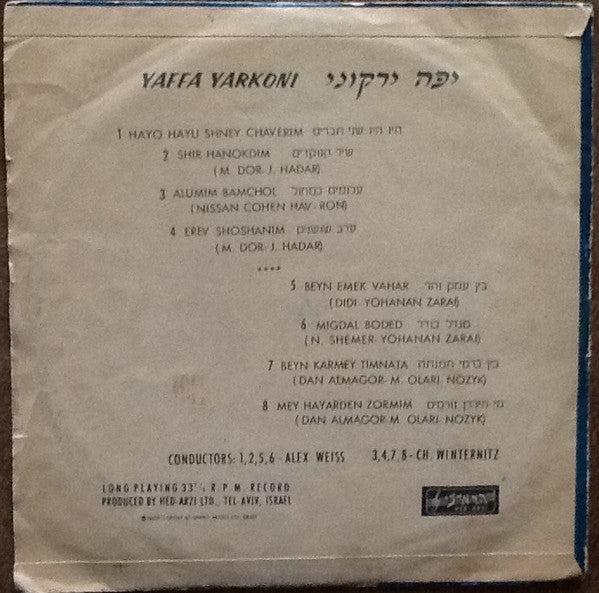 YAFFA YARKONI יפה ירקוני
1 HAYO HAYU SHNEY CHAVERIM היו היו שני חברים
2 SHIR HANOKDIM שיר הנוקדים
(M. DOR- J. HADAR)
3 ALUMIM BAMCHOL עלומים במחול
(NISSAN COHEN HAV-RON)
4 EREV SHOSHANIM ערב שושנים
(M. DOR- J. HADAR)
****
5 BEYN EMEK VAHAR בין עמק והר
(DIDI- YOHANAN ZARAI)
6 MIGDAL BODED מגדל בודד
(N. SHEMER- YOHANAN ZARAI)
7 BEYN KARMEY TIMNATA בין כרמי תמנתה
(DAN ALMAGOR-M. OLARI-NOZYK)
8 MEY HAYARDEN ZORMIM מי הירדן זורמים
(DAN ALMAGOR-M. OLARI-NOZYK)
CONDUCTORS: 1,2,5,6 - ALEX WEISS 3,4,7,8- CH. WINTERNITZ
LONG PLAYING 33⅓ R.P.M. RECORD
PRODUCED BY HED-ARZI LTD., TEL-AVIV, ISRAEL